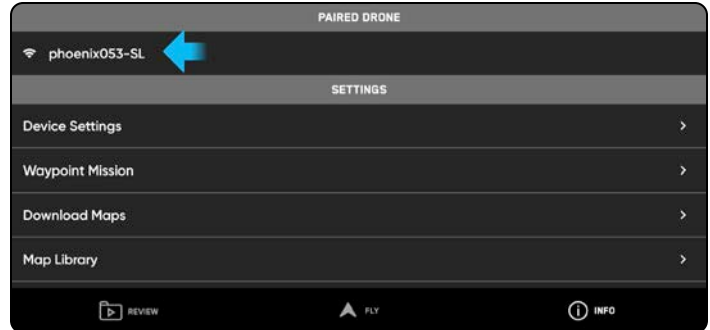 PAIRED DRONE
phoenix053-SL
SETTINGS
Device Settings
Waypoint Mission
Download Maps
Map Library
REVIEW FLY INFO